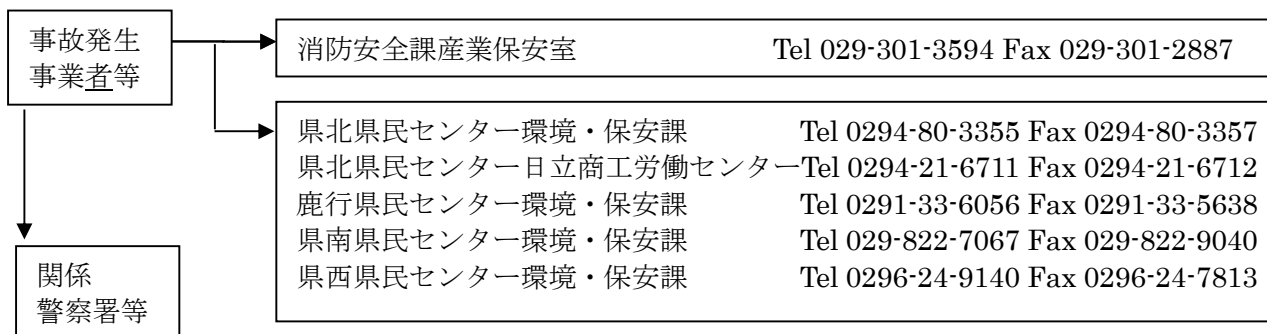 事故発生
事業者等
消防安全課産業保安室 Tel 029-301-3594 Fax 029-301-2887
県北県民センター環境・保安課 Tel 0294-80-3355 Fax 0294-80-3357
県北県民センター日立商工労働センターTel 0294-21-6711 Fax 0294-21-6712
鹿行県民センター環境・保安課 Tel 0291-33-6056 Fax 0291-33-5638
県南県民センター環境・保安課 Tel 029-822-7067 Fax 029-822-9040
県西県民センター環境・保安課 Tel 0296-24-9140 Fax 0296-24-7813
関係
警察署等